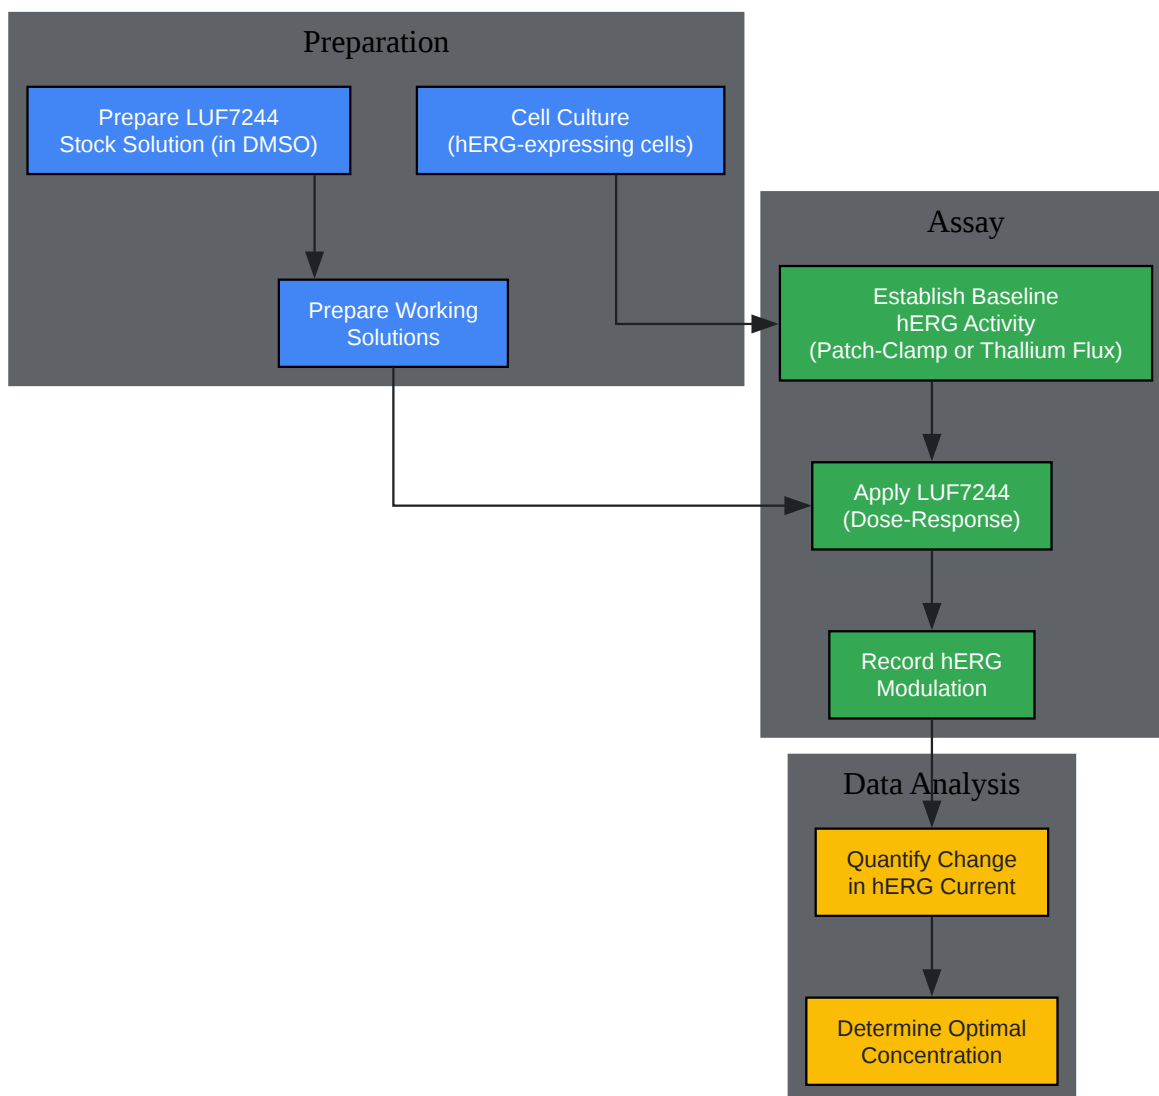 Preparation
Prepare LUF7244
Stock Solution (in DMSO)
Cell Culture
(hERG-expressing cells)
Prepare Working
Solutions
Assay
Establish Baseline
hERG Activity
(Patch-Clamp or Thallium Flux)
Apply LUF7244
(Dose-Response)
Record hERG
Modulation
Data Analysis
Quantify Change
in hERG Current
Determine Optimal
Concentration